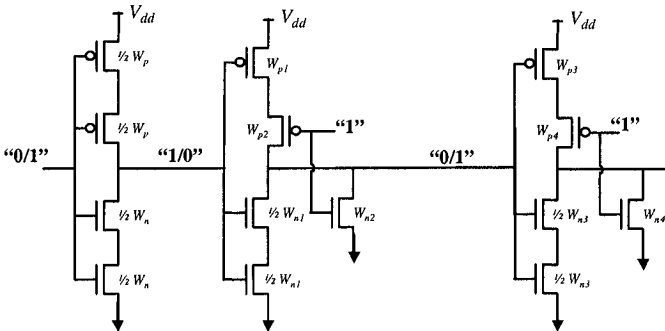 V_dd
½ W_p
½ W_p
"0/1"
½ W_n
½ W_n
"1/0"
V_dd
W_p1
W_p2
"1"
½ W_n1
W_n2
½ W_n1
"0/1"
V_dd
W_p3
W_p4
"1"
½ W_n3
W_n4
½ W_n3